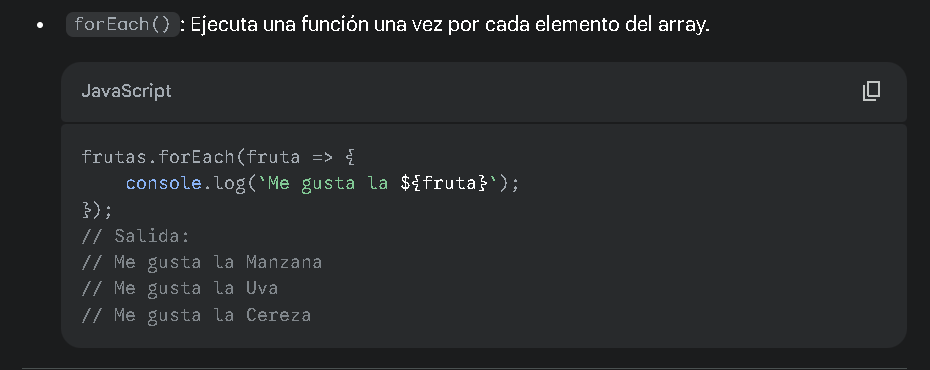 • forEach(): Ejecuta una función una vez por cada elemento del array.
JavaScript
frutas.forEach(fruta => {
    console.log(`Me gusta la ${fruta}`);
});
// Salida:
// Me gusta la Manzana
// Me gusta la Uva
// Me gusta la Cereza